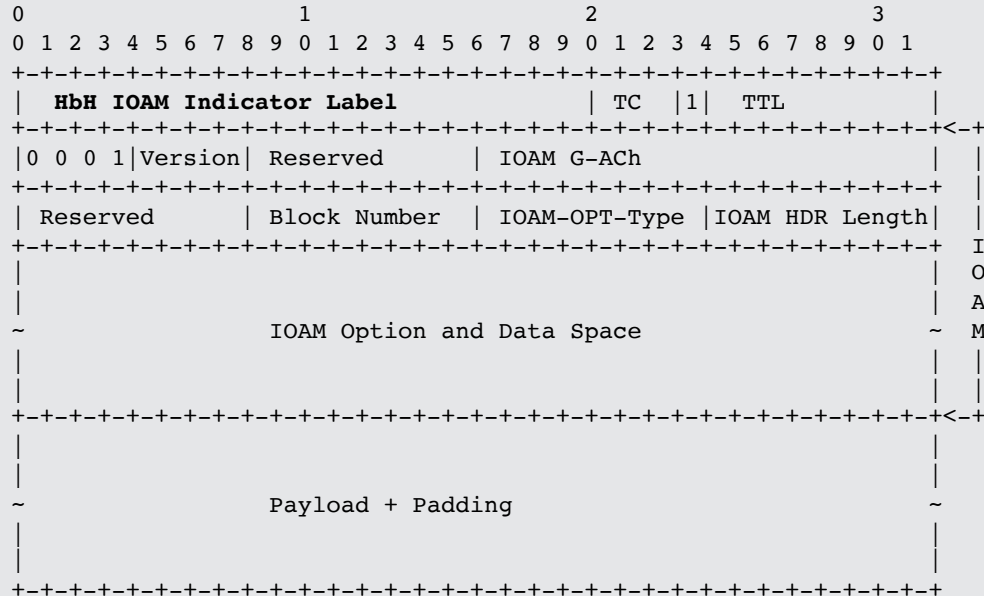 0                   1                   2                   3
0 1 2 3 4 5 6 7 8 9 0 1 2 3 4 5 6 7 8 9 0 1 2 3 4 5 6 7 8 9 0 1
+-+-+-+-+-+-+-+-+-+-+-+-+-+-+-+-+-+-+-+-+-+-+-+-+-+-+-+-+-+-+-+-+
|  HbH IOAM Indicator Label             | TC  |1|  TTL          |
+-+-+-+-+-+-+-+-+-+-+-+-+-+-+-+-+-+-+-+-+-+-+-+-+-+-+-+-+-+-+-+-+<-+
|0 0 0 1|Version| Reserved      | IOAM G-ACh                    |  |
+-+-+-+-+-+-+-+-+-+-+-+-+-+-+-+-+-+-+-+-+-+-+-+-+-+-+-+-+-+-+-+-+  |
| Reserved      | Block Number  | IOAM-OPT-Type |IOAM HDR Length|  |
+-+-+-+-+-+-+-+-+-+-+-+-+-+-+-+-+-+-+-+-+-+-+-+-+-+-+-+-+-+-+-+-+  I
|                                                               |  O
|                                                               |  A
~                 IOAM Option and Data Space                    ~  M
|                                                               |  |
|                                                               |  |
+-+-+-+-+-+-+-+-+-+-+-+-+-+-+-+-+-+-+-+-+-+-+-+-+-+-+-+-+-+-+-+-+<-+
|                                                               |
|                                                               |
~                 Payload + Padding                             ~
|                                                               |
|                                                               |
+-+-+-+-+-+-+-+-+-+-+-+-+-+-+-+-+-+-+-+-+-+-+-+-+-+-+-+-+-+-+-+-+